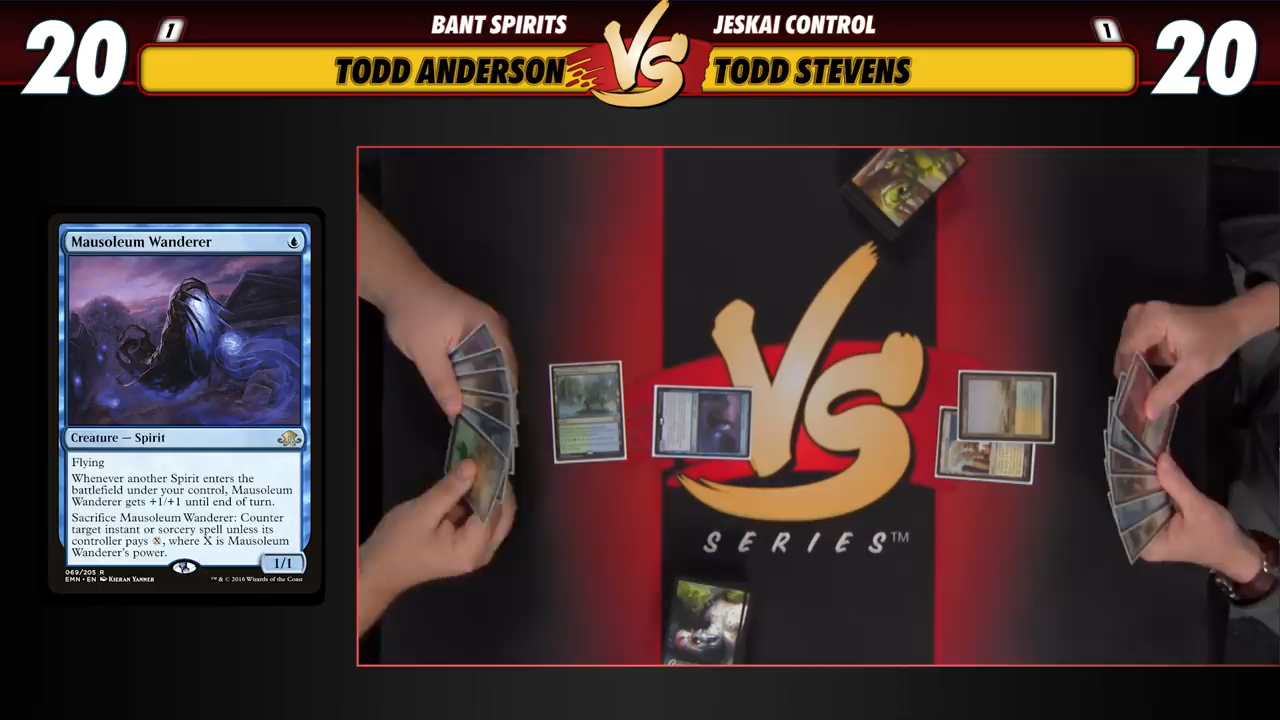 20
1
BANT SPIRITS
VS
JESKAI CONTROL
1
20
TODD ANDERSON
TODD STEVENS
Mausoleum Wanderer
Creature — Spirit
Flying
Whenever another Spirit enters the
battlefield under your control, Mausoleum
Wanderer gets +1/+1 until end of turn.
Sacrifice Mausoleum Wanderer: Counter
target instant or sorcery spell unless its
controller pays X, where X is Mausoleum
Wanderer's power.
1/1
069/205 R
EMN • EN KIERAN YANNER
™ & © 2016 Wizards of the Coast
VS
SERIES™